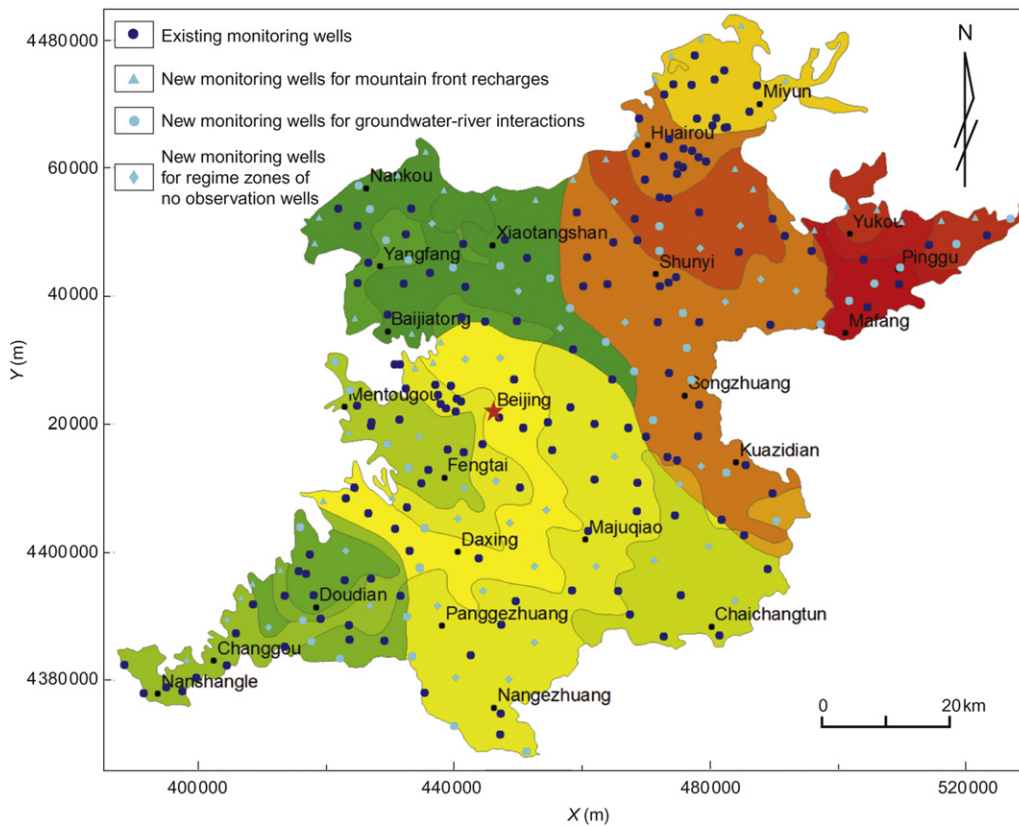 4480000
60000
40000
20000
4400000
4380000
Y (m)
Existing monitoring wells
New monitoring wells for mountain front recharges
New monitoring wells for groundwater-river interactions
New monitoring wells
for regime zones of
no observation wells
N
Miyun
Huairou
Nankou
Yukou
Xiaotangshan
Yangfang
Shunyi
Pinggu
Baijiatong
Mafang
Mentougou
Beijing
Songzhuang
Fengtai
Kuazidian
Majuqiao
Daxing
Doudian
Panggezhuang
Chaichangtun
Changgou
Nanshangle
Nangezhuang
0
20 km
400000
440000
480000
520000
X (m)